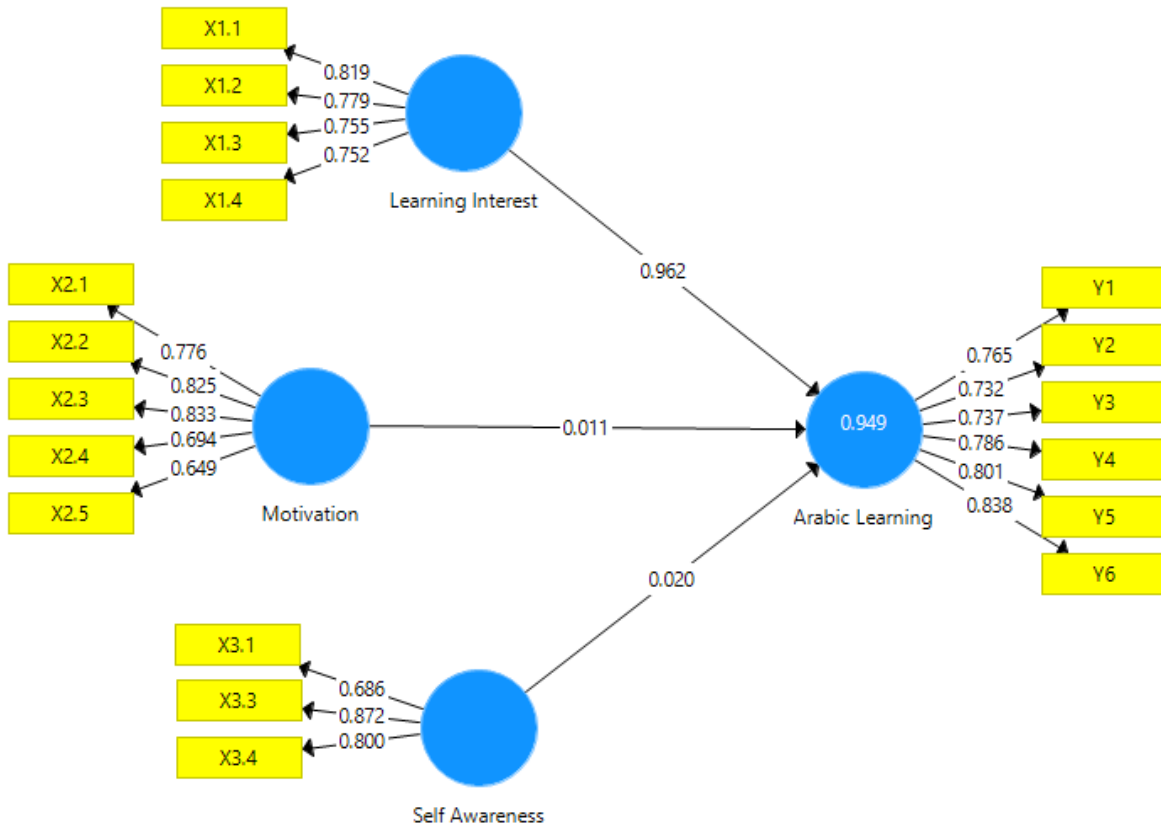 X1.1
X1.2
X1.3
X1.4
0.819
0.779
0.755
0.752
Learning Interest
0.962
X2.1
X2.2
X2.3
X2.4
X2.5
0.776
0.825
0.833
0.694
0.649
Motivation
0.011
0.949
Arabic Learning
0.765
0.732
0.737
0.786
0.801
0.838
Y1
Y2
Y3
Y4
Y5
Y6
0.020
X3.1
X3.3
X3.4
0.686
0.872
0.800
Self Awareness